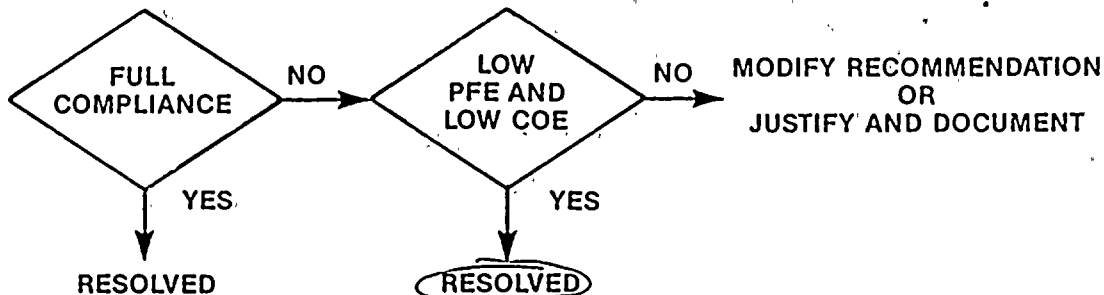 FULL
COMPLIANCE
NO
LOW
PFE AND
LOW COE
NO
MODIFY RECOMMENDATION
OR
JUSTIFY AND DOCUMENT
YES
YES
RESOLVED
RESOLVED